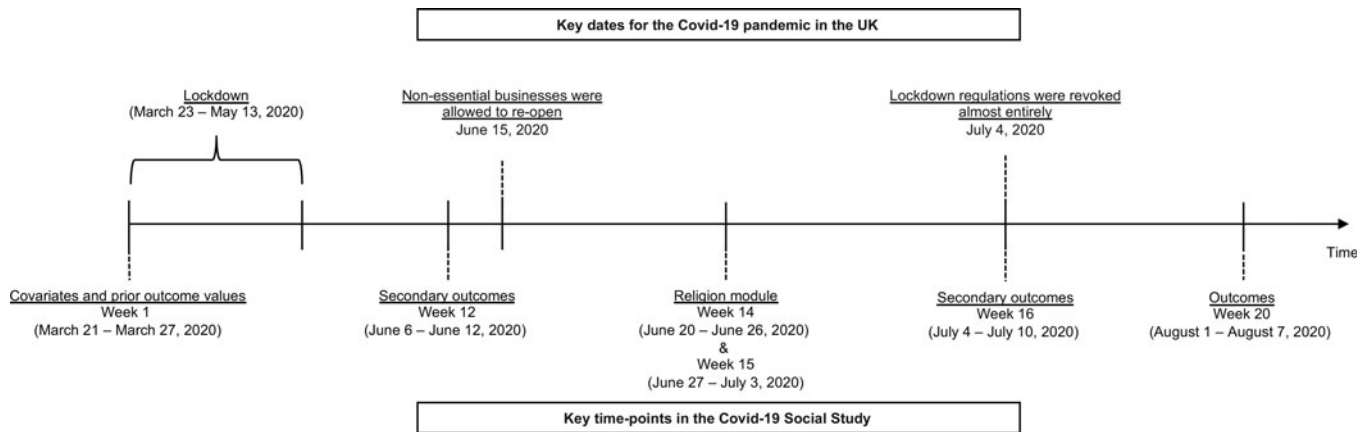 Key dates for the Covid-19 pandemic in the UK
Lockdown
(March 23 – May 13, 2020)
Non-essential businesses were
allowed to re-open
June 15, 2020
Lockdown regulations were revoked
almost entirely
July 4, 2020
Time
Covariates and prior outcome values
Week 1
(March 21 – March 27, 2020)
Secondary outcomes
Week 12
(June 6 – June 12, 2020)
Religion module
Week 14
(June 20 – June 26, 2020)
&
Week 15
(June 27 – July 3, 2020)
Secondary outcomes
Week 16
(July 4 – July 10, 2020)
Outcomes
Week 20
(August 1 – August 7, 2020)
Key time-points in the Covid-19 Social Study